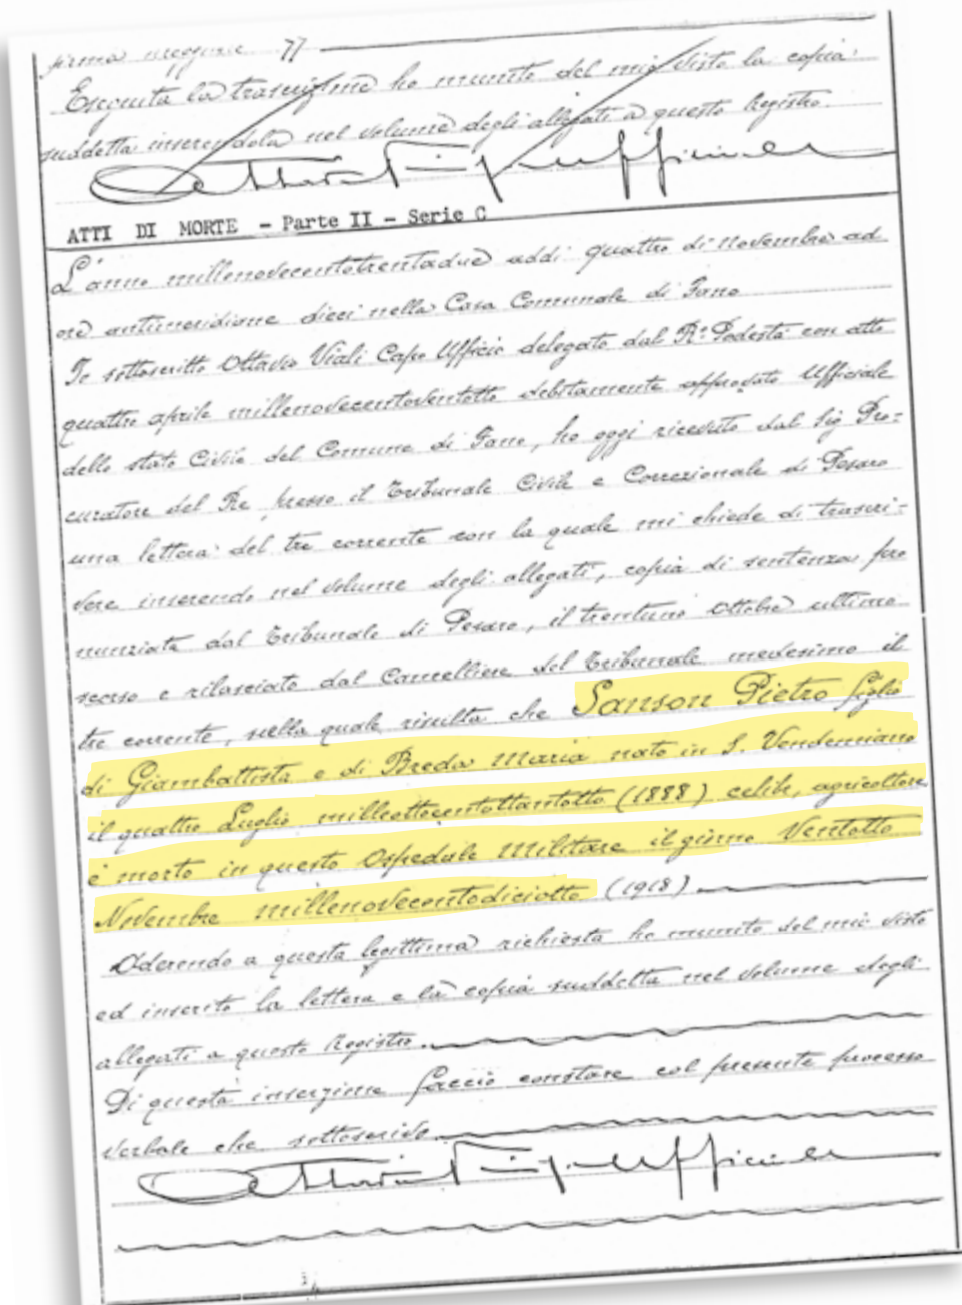 firma illeggibile 77
Eseguita la trascrizione ho munito del mio visto la copia
suddetta inserendola nel volume degli allegati a questo registro.
ATTI DI MORTE - Parte II - Serie C
L'anno millenovecentotrentadue addi quattro di novembre ad
ore antimeridiane dieci nella Casa Comunale di Fano
Io sottoscritto Ottavio Viali Capo Ufficio delegato dal Rº Podestà con atto
quattro aprile millenovecentoventotto debitamente approvato Ufficiale
dello stato Civile del Comune di Fano, ho oggi ricevuto dal Sig Pro=
curatore del Re presso il Tribunale Civile e Correzionale di Pesaro
una lettera del tre corrente con la quale mi chiede di trascri-
vere inserendo nel volume degli allegati, copia di sentenza pro
nunziata dal Tribunale di Pesaro, il trentuno Ottobre ultimo
scorso e rilasciata dal Cancelliere del Tribunale medesimo il
tre corrente, nella quale risulta che Sanson Pietro figlio
di Giambattista e di Breda Maria nato in S. Vendemiano
il quattro Luglio milleottocentottantotto (1888) celibe, agricoltore
è morto in questo Ospedale Militare il giorno Ventotto
Novembre millenovecentodiciotto (1918)
Aderendo a questa legittima richiesta ho munito del mio visto
ed inserito la lettera e la copia suddetta nel volume degli
allegati a questo Registro.
Di questa inserzione faccio constare col presente processo
verbale che sottoscrivo